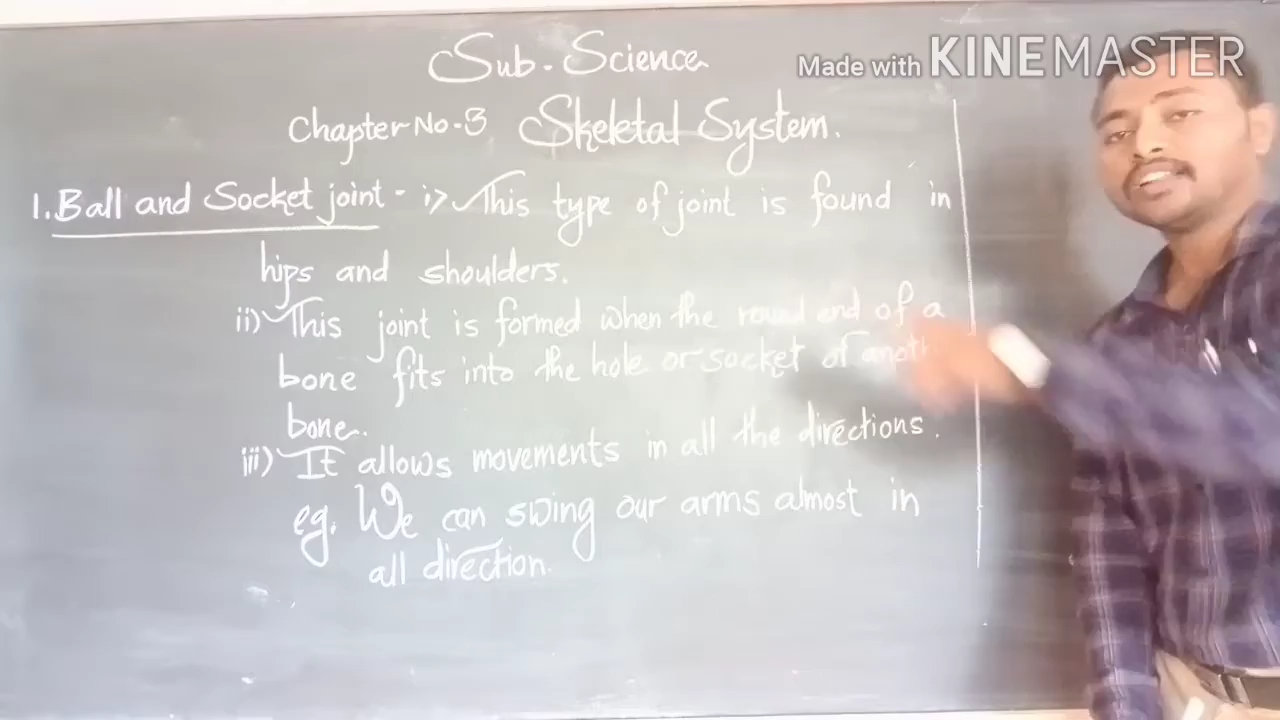 Sub - Science
Made with KINEMASTER
Chapter No - 3 Skeletal System.
1. Ball and Socket joint - i) This type of joint is found in
hips and shoulders.
ii) This joint is formed when the round end of a
bone fits into the hole or socket of
bone.
iii) It allows movements in all the directions.
eg. We can swing our arms almost in
all direction.